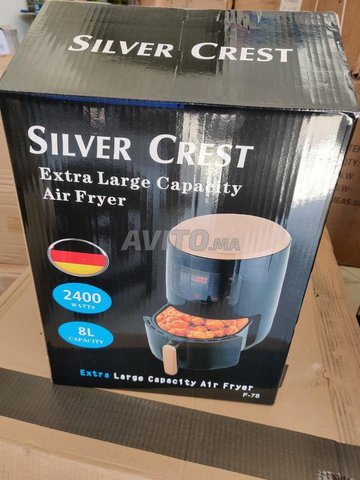 SILVER CREST
SILVER CREST
Extra Large Capacity
Air Fryer
AVITO.ma
2400
WATTS
8L
CAPACITY
Extra Large Capacity Air Fryer
F-78